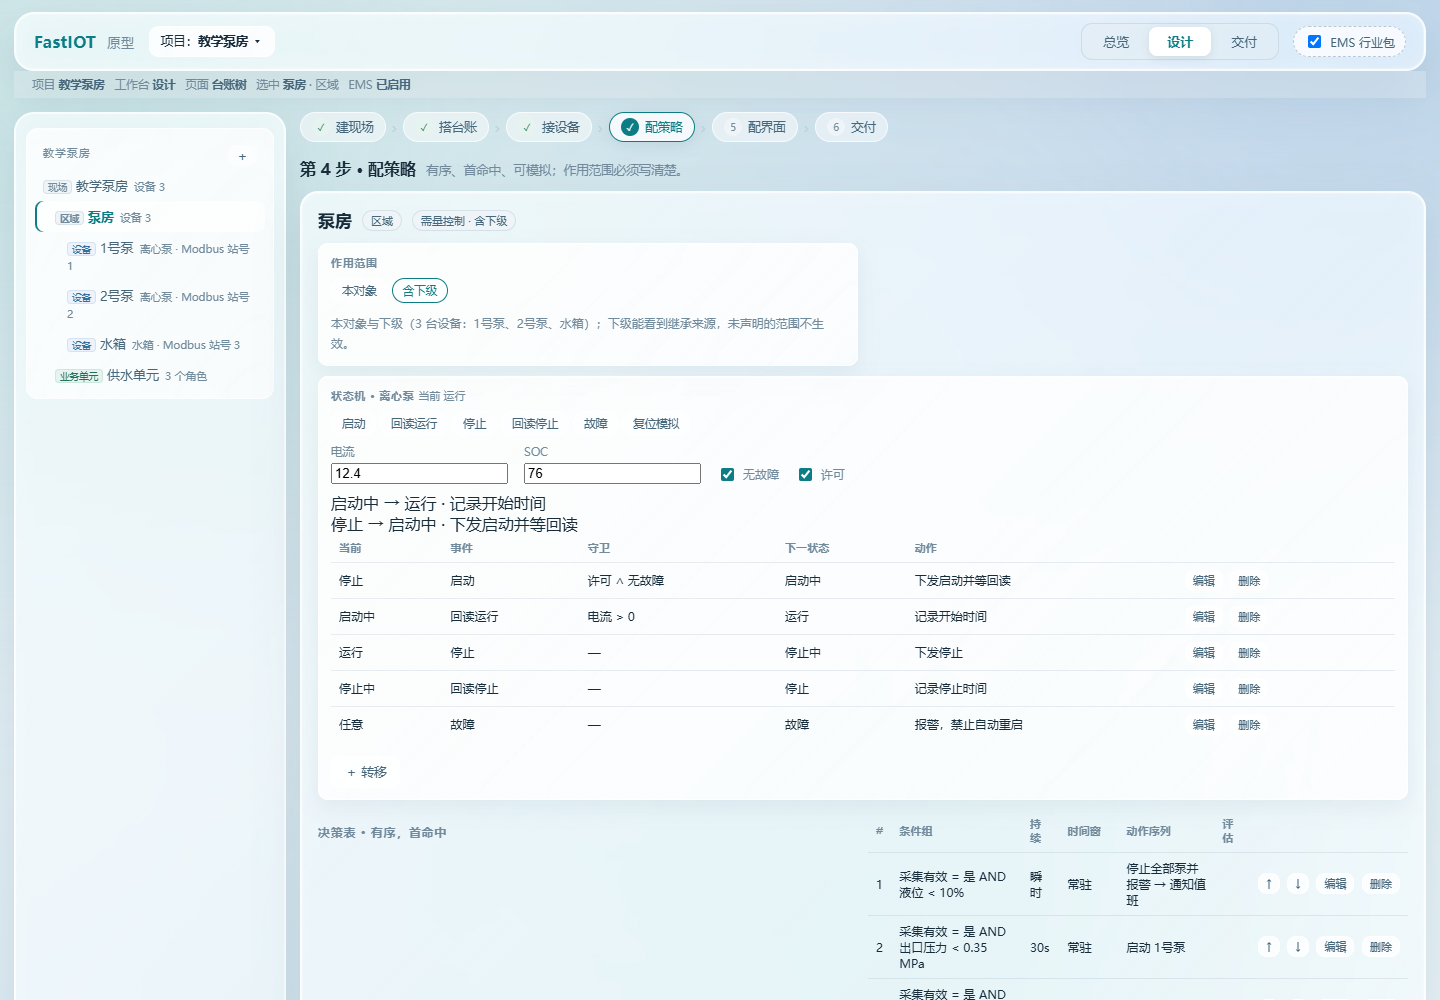 FastIOT 原型 项目：教学泵房 总览 设计 交付 EMS 行业包
项目 教学泵房 工作台 设计 页面 台账树 选中 泵房 · 区域 EMS 已启用
✓ 建现场 › ✓ 搭台账 › ✓ 接设备 › ✓ 配策略 › 5 配界面 › 6 交付
教学泵房 +
现场 教学泵房 设备 3
区域 泵房 设备 3
设备 1号泵 离心泵 · Modbus 站号
1
设备 2号泵 离心泵 · Modbus 站号
2
设备 水箱 水箱 · Modbus 站号 3
业务单元 供水单元 3 个角色
第 4 步 • 配策略 有序、首命中、可模拟；作用范围必须写清楚。
泵房 区域 需量控制 · 含下级
作用范围
本对象 含下级
本对象与下级（3 台设备：1号泵、2号泵、水箱）；下级能看到继承来源，未声明的范围不生
效。
状态机 • 离心泵 当前 运行
启动 回读运行 停止 回读停止 故障 复位模拟
电流 SOC
12.4 76 无故障 许可
启动中 → 运行 · 记录开始时间
停止 → 启动中 · 下发启动并等回读
当前 事件 守卫 下一状态 动作
停止 启动 许可 ∧ 无故障 启动中 下发启动并等回读 编辑 删除
启动中 回读运行 电流 > 0 运行 记录开始时间 编辑 删除
运行 停止 — 停止中 下发停止 编辑 删除
停止中 回读停止 — 停止 记录停止时间 编辑 删除
任意 故障 — 故障 报警，禁止自动重启 编辑 删除
+ 转移
决策表 • 有序，首命中
# 条件组 持续 时间窗 动作序列 评估
1 采集有效 = 是 AND 液位 < 10% 瞬时 常驻 停止全部泵并报警 → 通知值班 ↑ ↓ 编辑 删除
2 采集有效 = 是 AND 出口压力 < 0.35 MPa 30s 常驻 启动 1号泵 ↑ ↓ 编辑 删除
采集有效 = 是 AND